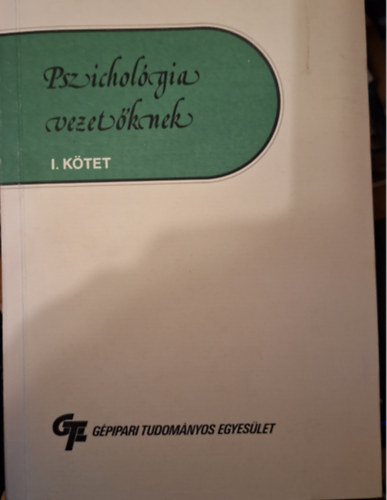 Pszichológia
vezetőknek
I. KÖTET
GTE GÉPIPARI TUDOMÁNYOS EGYESÜLET